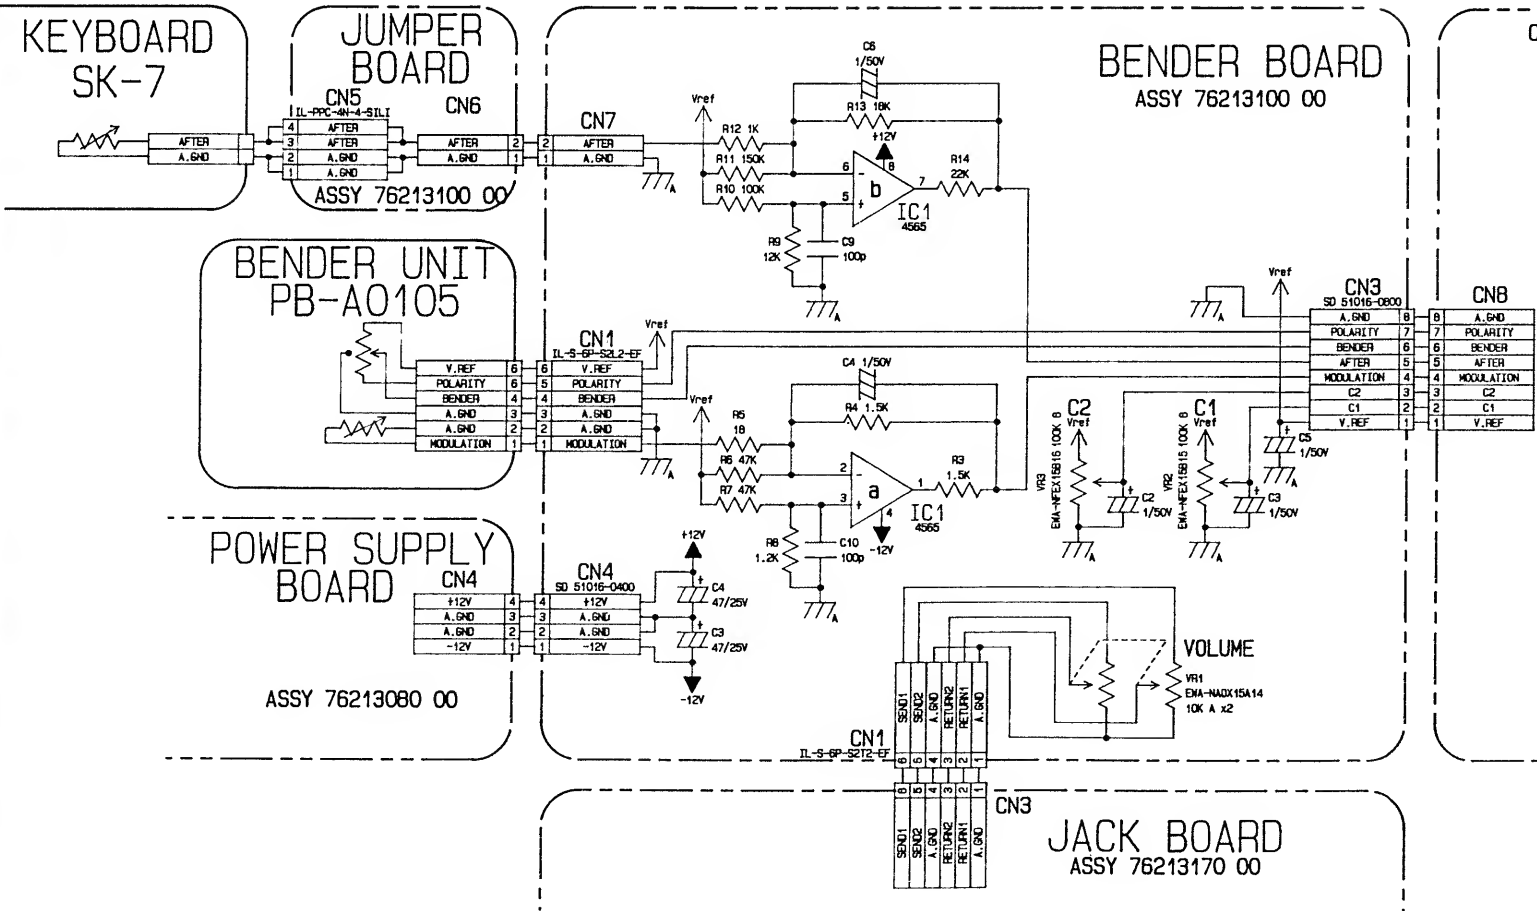 KEYBOARD
SK-7
AFTER
A.GND
JUMPER
BOARD
CN5
IL-PPC-4N-4-SILI
CN6
4 AFTER
3 AFTER
2 A.GND
1 A.GND
AFTER 2
A.GND 1
ASSY 76213100 00
BENDER BOARD
ASSY 76213100 00
CN7
2 AFTER
1 A.GND
A
Vref
R12 1K
R11 150K
R10 100K
C6
1/50V
R13 18K
+12V
8
6 -
5 +
b
7
IC1
4565
R14
22K
R9
12K
C9
100p
A
BENDER UNIT
PB-A0105
V.REF 6
POLARITY 6
BENDER 4
A.GND 3
A.GND 2
MODULATION 1
CN1
IL-S-6P-S2L2-EF
6 V.REF
5 POLARITY
4 BENDER
3 A.GND
2 A.GND
1 MODULATION
Vref
A
Vref
R5
18
R6 47K
R7 47K
C4 1/50V
R4 1.5K
2 -
3 +
a
1
4
-12V
IC1
4565
R3
1.5K
R8
1.2K
C10
100p
A
C2
Vref
VR3
EWA-NFEX15B15 100K B
C2
1/50V
A
C1
Vref
VR2
EWA-NFEX15B15 100K B
C3
1/50V
A
Vref
C5
1/50V
A
A
CN3
SD 51016-0800
A.GND 8
POLARITY 7
BENDER 6
AFTER 5
MODULATION 4
C2 3
C1 2
V.REF 1
CN8
8 A.GND
7 POLARITY
6 BENDER
5 AFTER
4 MODULATION
3 C2
2 C1
1 V.REF
POWER SUPPLY
BOARD
CN4
+12V 4
A.GND 3
A.GND 2
-12V 1
ASSY 76213080 00
CN4
SD 51016-0400
4 +12V
3 A.GND
2 A.GND
1 -12V
+12V
C4
47/25V
C3
47/25V
-12V
VOLUME
VR1
EWA-NADX15A14
10K A x2
CN1
IL-S-6P-S2T2-EF
6 SEND1
5 SEND2
4 A.GND
3 RETURN2
2 RETURN1
1 A.GND
CN3
6 SEND1
5 SEND2
4 A.GND
3 RETURN2
2 RETURN1
1 A.GND
JACK BOARD
ASSY 76213170 00